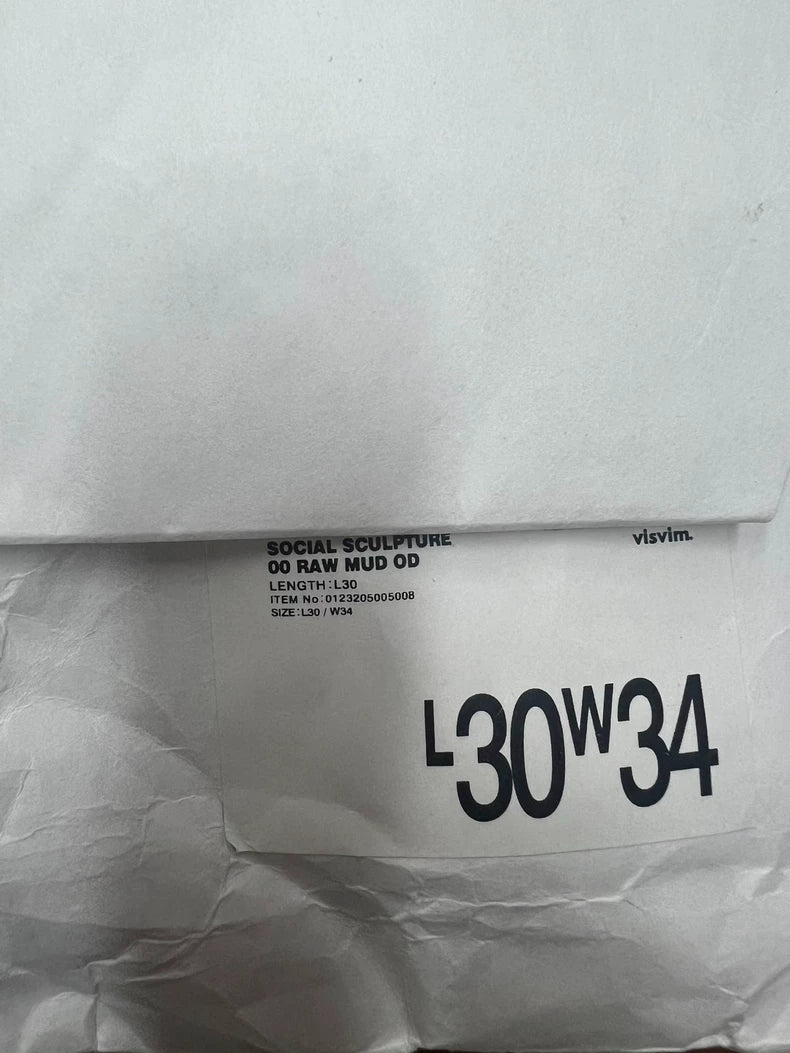 SOCIAL SCULPTURE
visvim.
00 RAW MUD OD
LENGTH:L30
ITEM No:0123205005008
SIZE:L30 / W34
L30W34